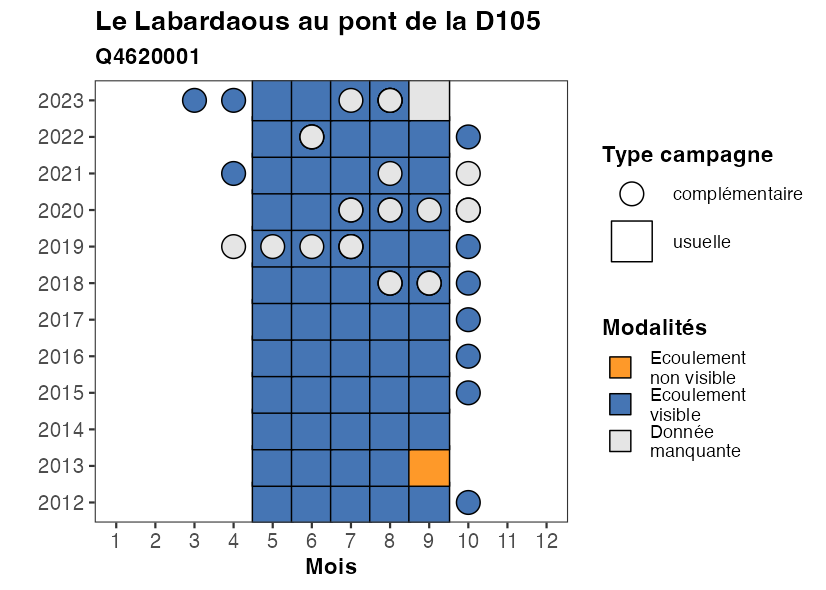 Le Labardaous au pont de la D105
Q4620001
2023
2022
2021
2020
2019
2018
2017
2016
2015
2014
2013
2012
1 2 3 4 5 6 7 8 9 10 11 12
Mois
Type campagne
complémentaire
usuelle
Modalités
Ecoulement
non visible
Ecoulement
visible
Donnée
manquante